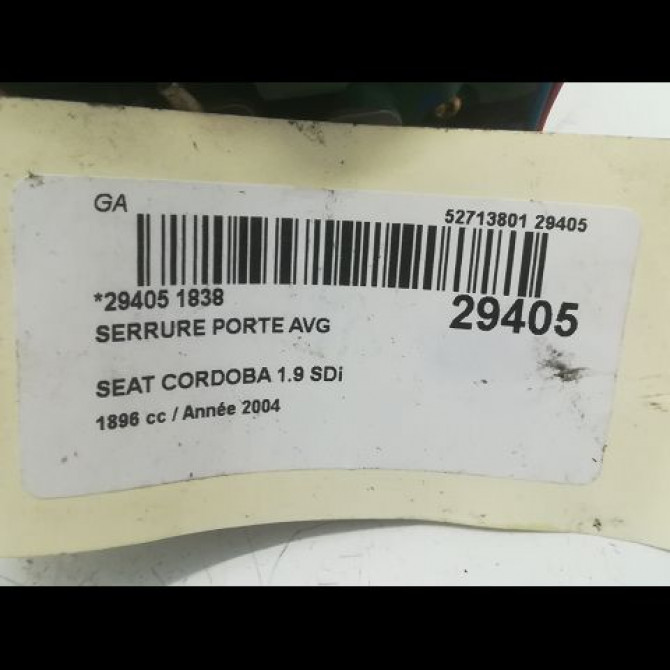 GA
52713801 29405
*29405 1838
29405
SERRURE PORTE AVG
SEAT CORDOBA 1.9 SDi
1896 cc / Année 2004